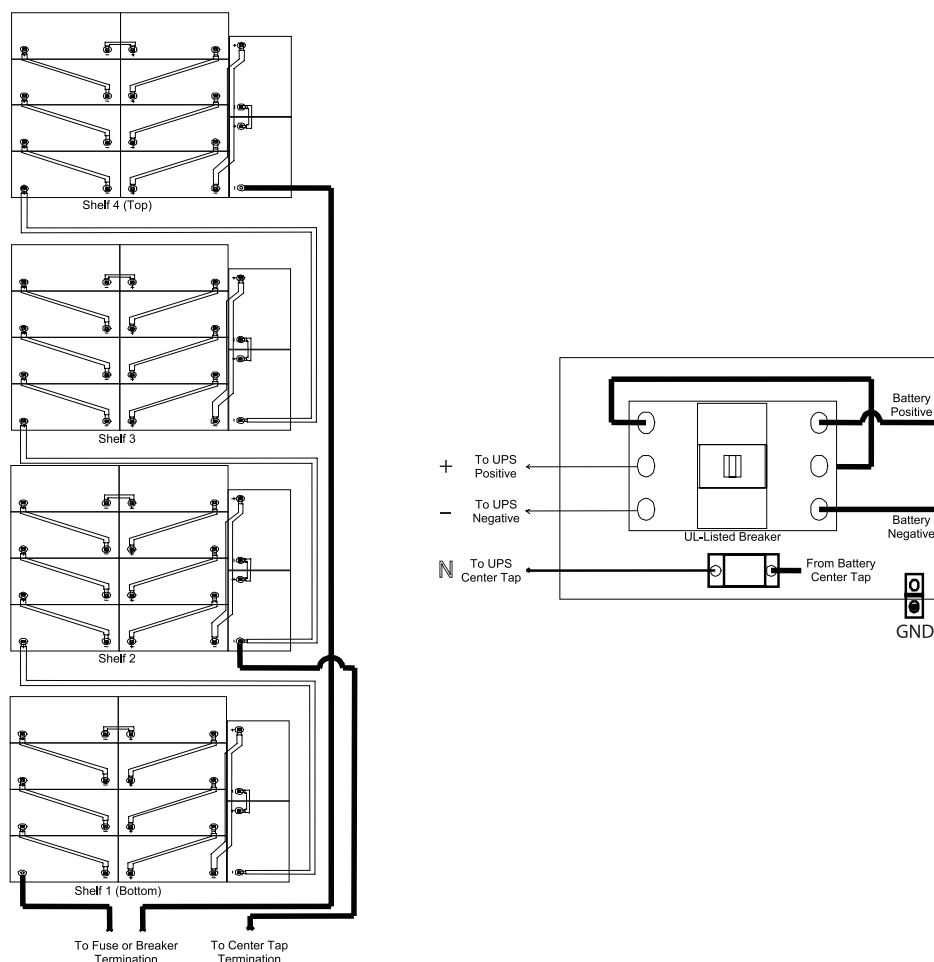 Shelf 4 (Top)
Shelf 3
Shelf 2
Shelf 1 (Bottom)
To Fuse or Breaker
Termination
To Center Tap
Termination
Battery
Positive
+ To UPS
Positive
− To UPS
Negative
UL-Listed Breaker
Battery
Negative
N To UPS
Center Tap
From Battery
Center Tap
GND